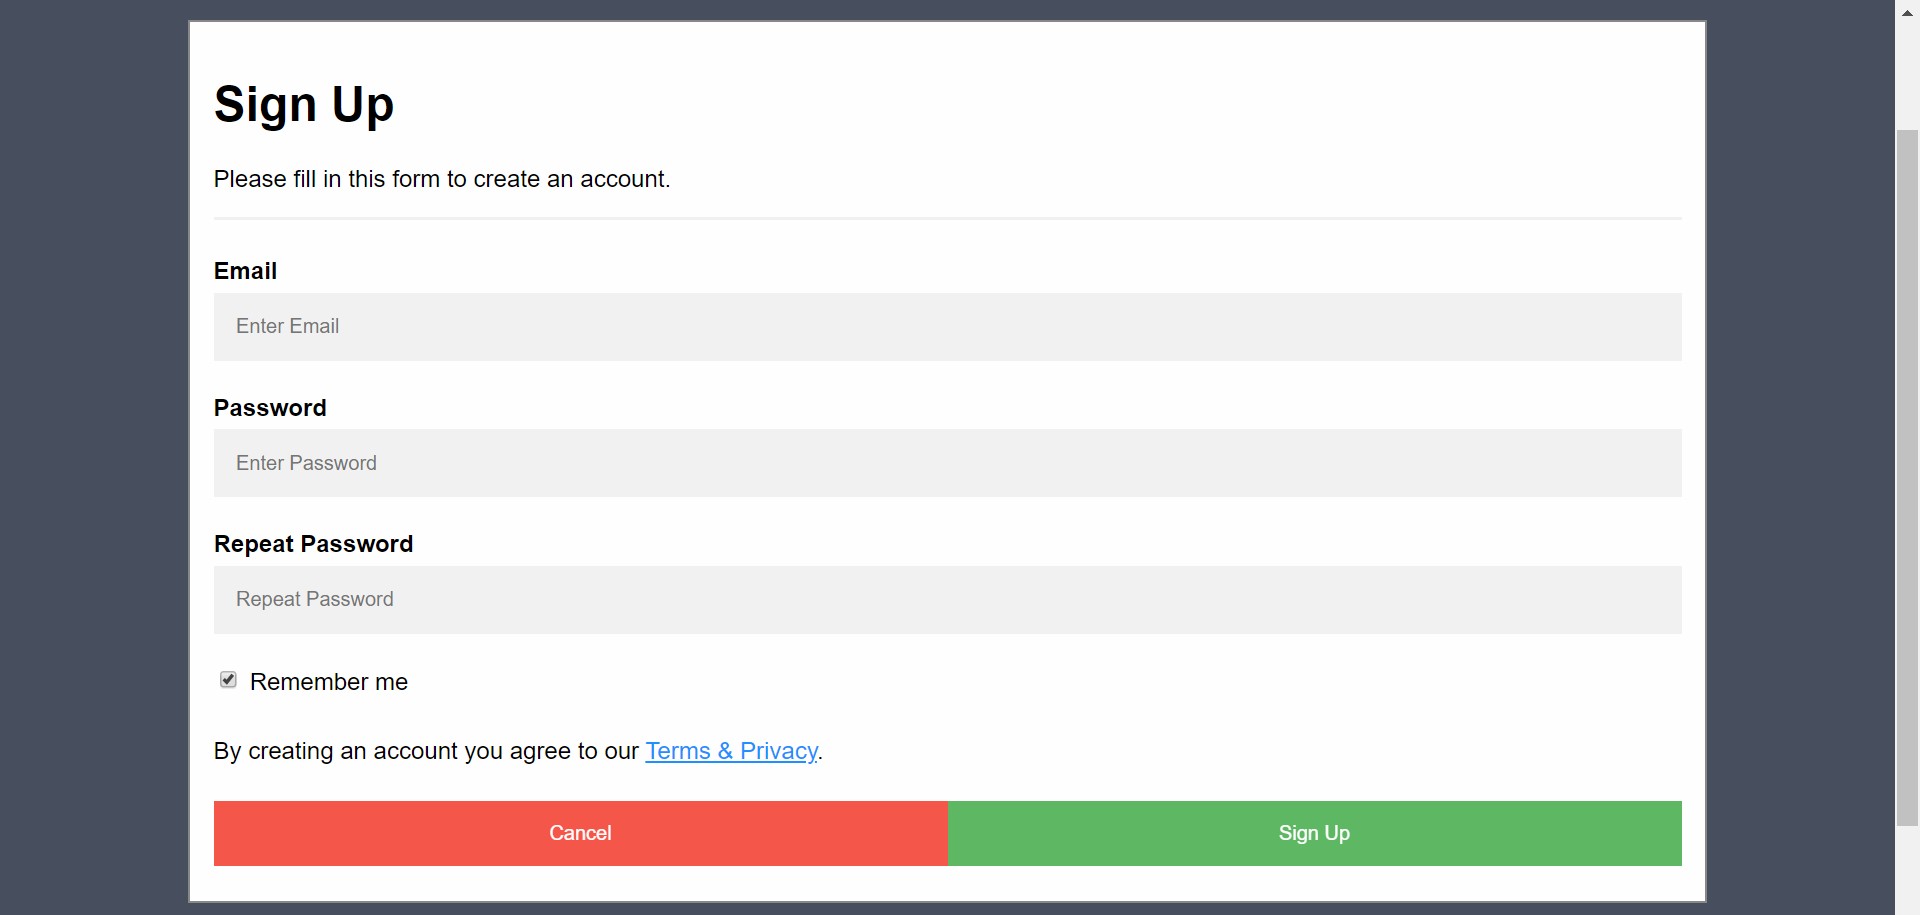 Sign Up
Please fill in this form to create an account.
Email
Enter Email
Password
Enter Password
Repeat Password
Repeat Password
Remember me
By creating an account you agree to our Terms & Privacy.
Cancel
Sign Up